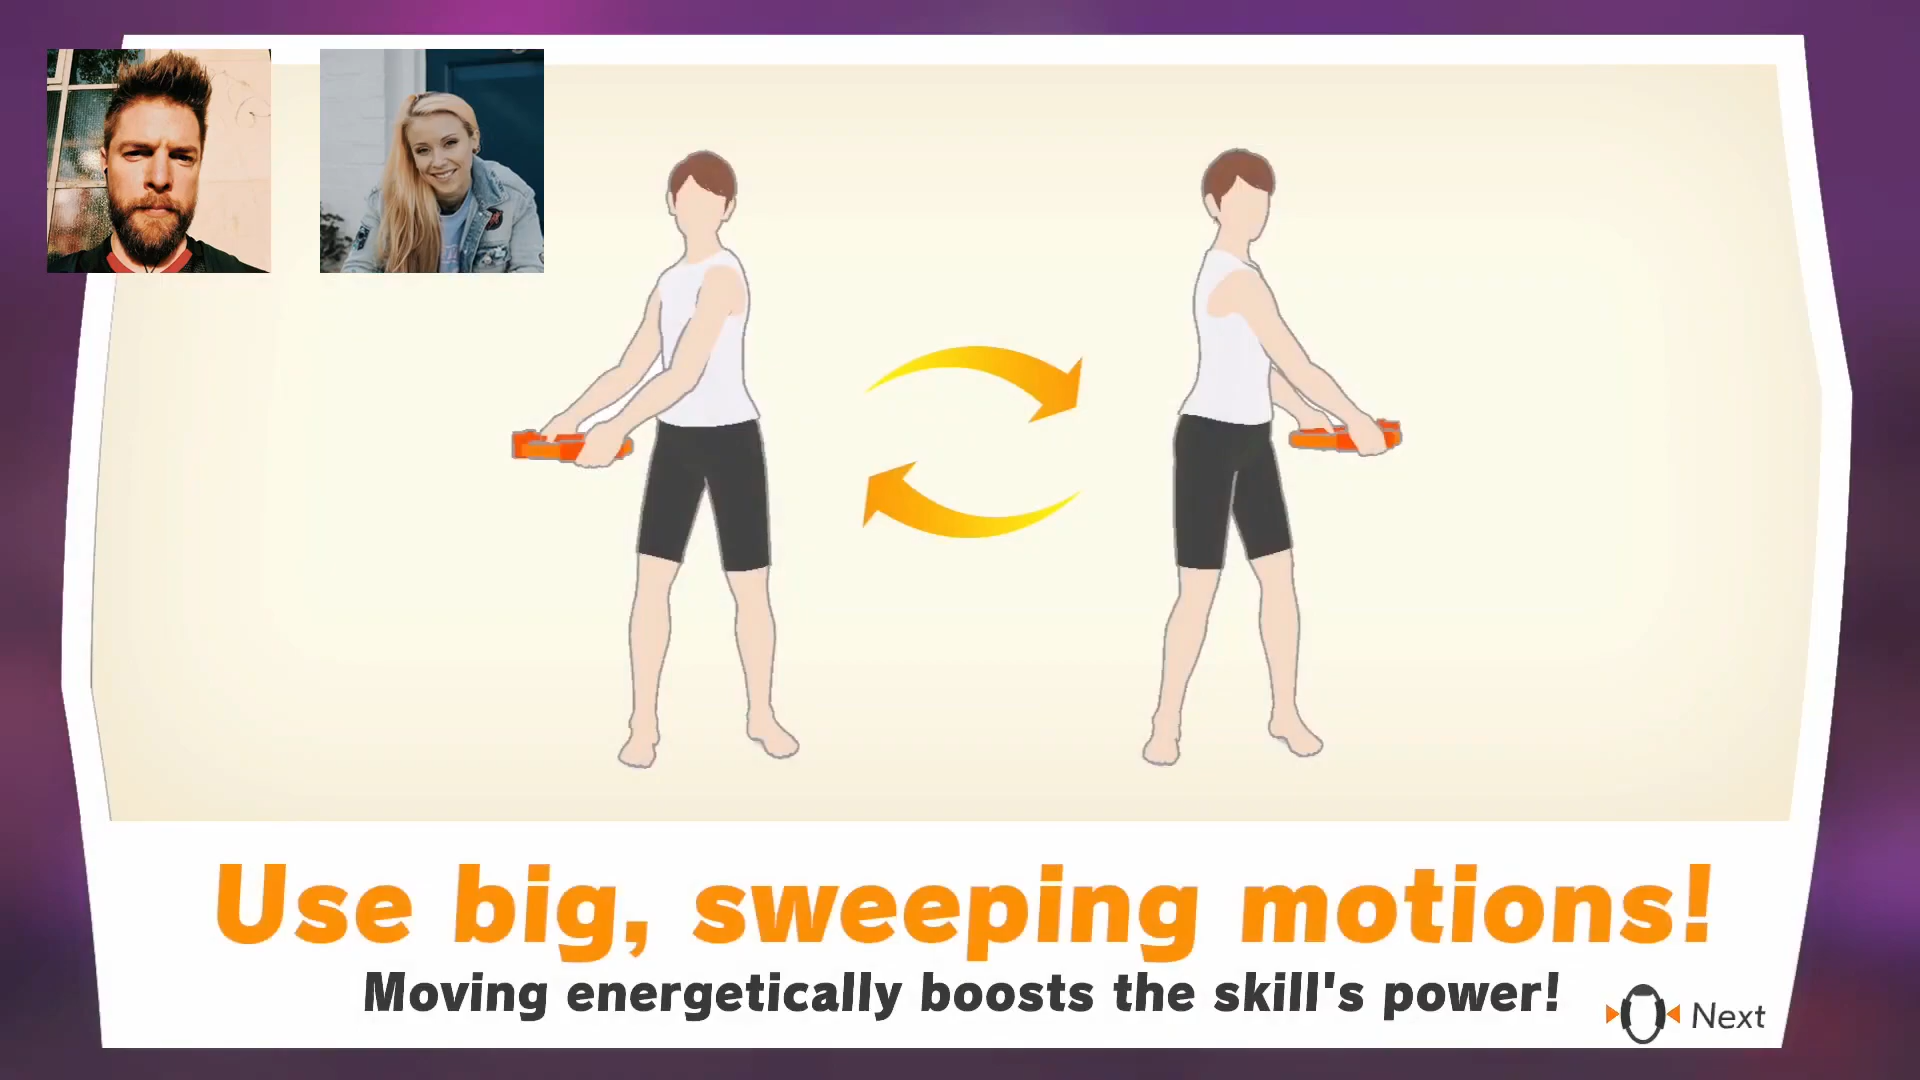 Use big, sweeping motions!
Moving energetically boosts the skill's power!
Next